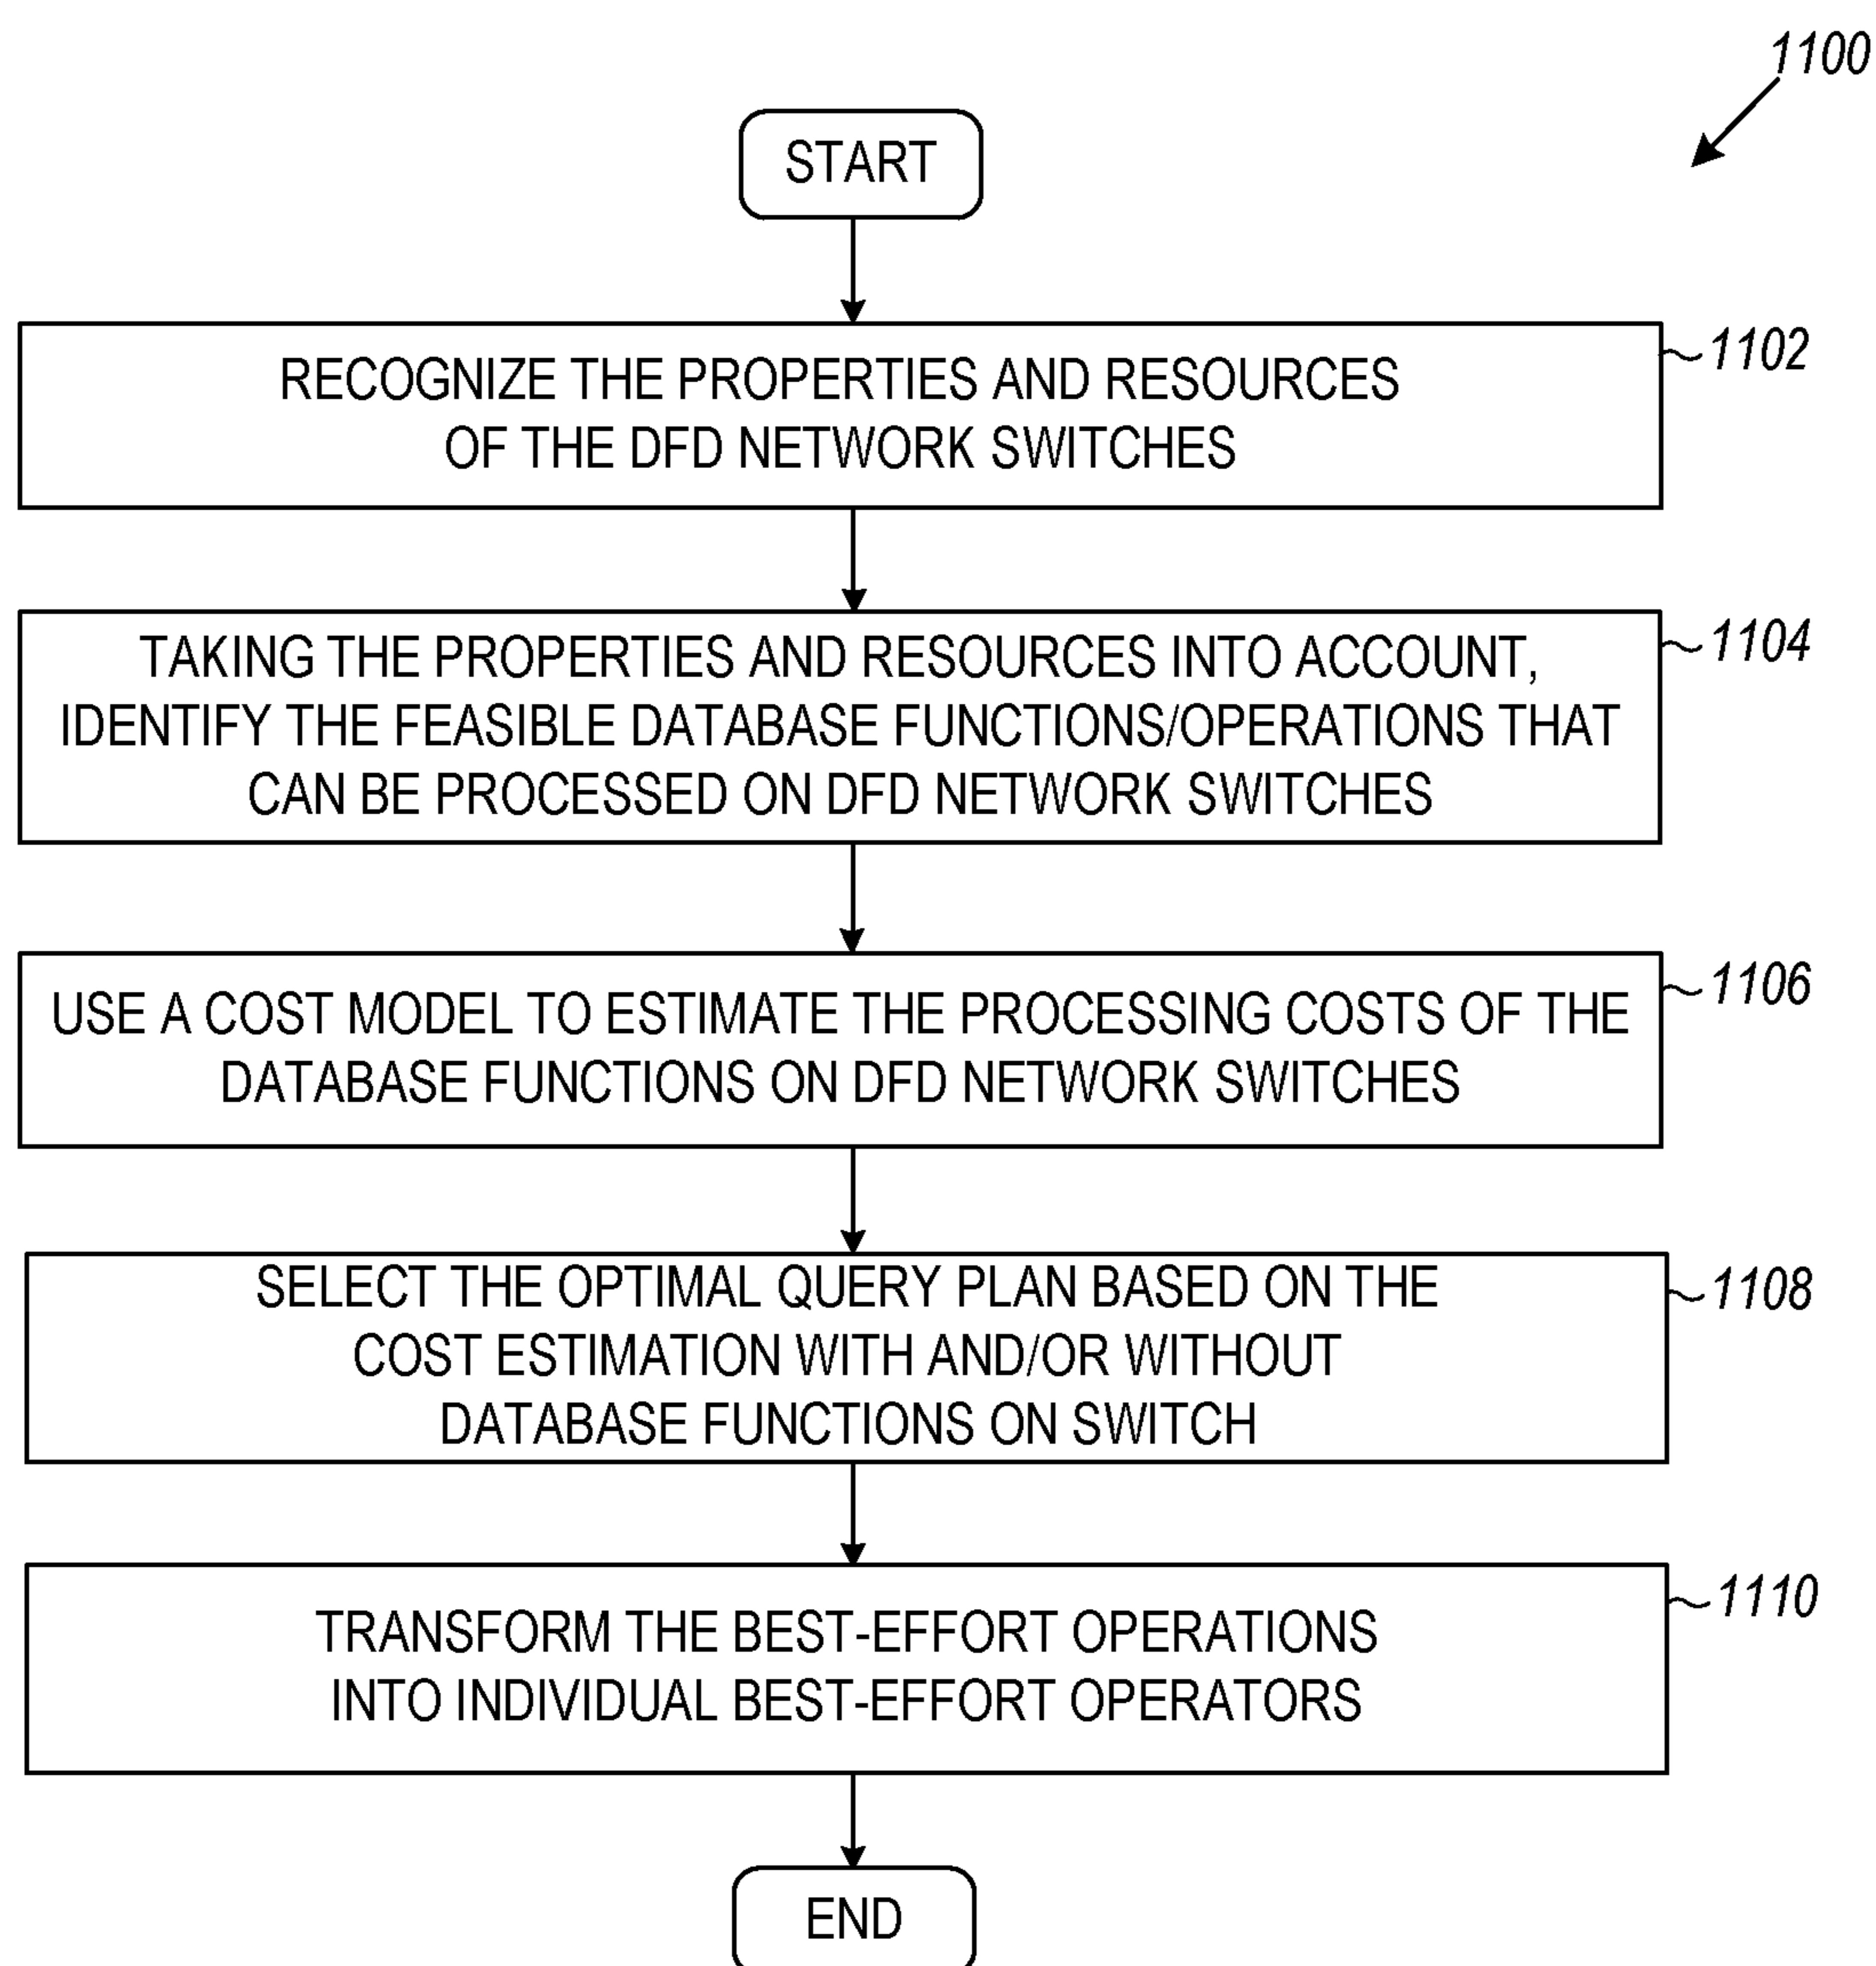 1100
START
RECOGNIZE THE PROPERTIES AND RESOURCES
OF THE DFD NETWORK SWITCHES
1102
TAKING THE PROPERTIES AND RESOURCES INTO ACCOUNT,
IDENTIFY THE FEASIBLE DATABASE FUNCTIONS/OPERATIONS THAT
CAN BE PROCESSED ON DFD NETWORK SWITCHES
1104
USE A COST MODEL TO ESTIMATE THE PROCESSING COSTS OF THE
DATABASE FUNCTIONS ON DFD NETWORK SWITCHES
1106
SELECT THE OPTIMAL QUERY PLAN BASED ON THE
COST ESTIMATION WITH AND/OR WITHOUT
DATABASE FUNCTIONS ON SWITCH
1108
TRANSFORM THE BEST-EFFORT OPERATIONS
INTO INDIVIDUAL BEST-EFFORT OPERATORS
1110
END